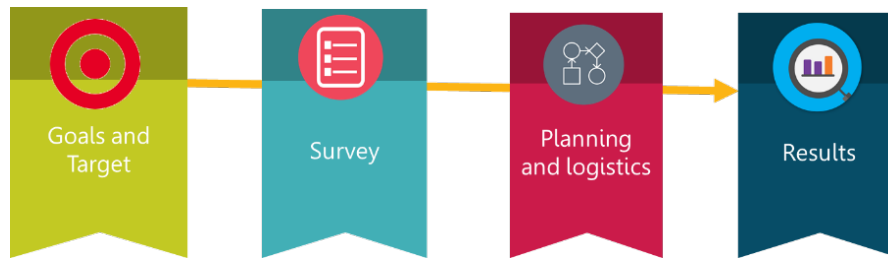 Goals and
Target
Survey
Planning
and logistics
Results